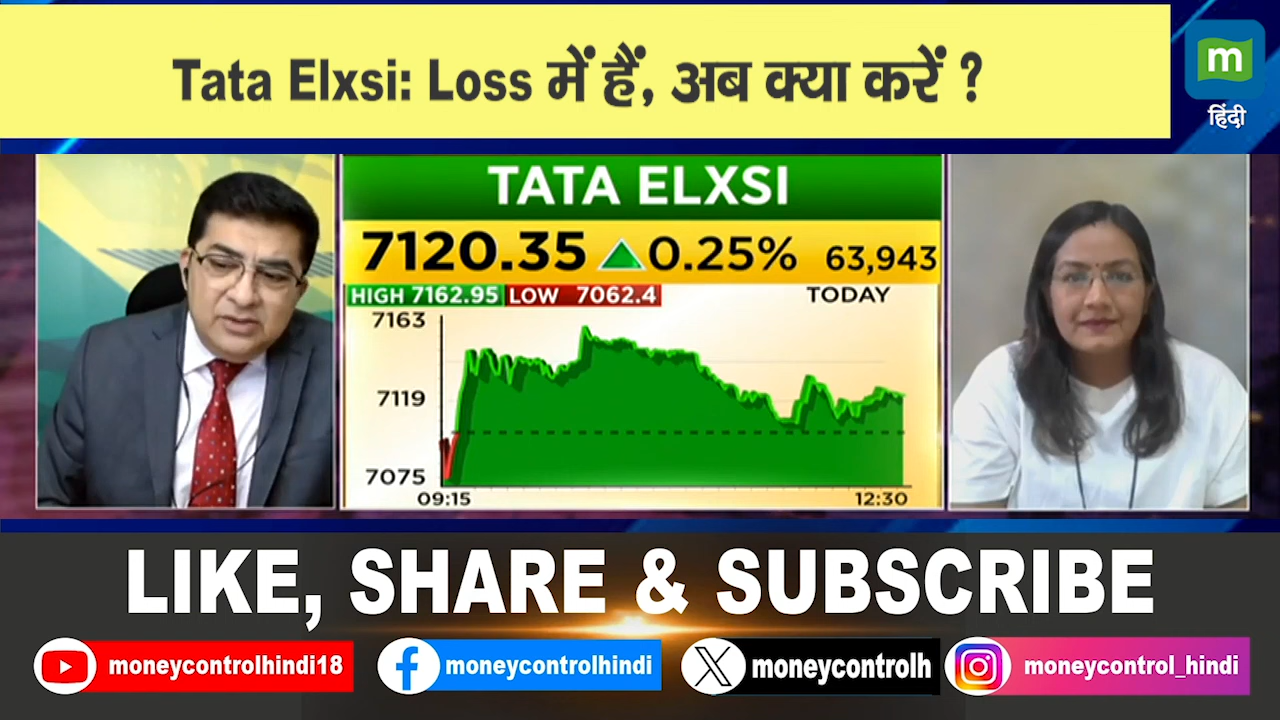 Tata Elxsi: Loss में हैं, अब क्या करें ?
m
हिंदी
TATA ELXSI
7120.35 0.25% 63,943
HIGH 7162.95 LOW 7062.4 TODAY
7163
7119
7075
09:15 12:30
LIKE, SHARE & SUBSCRIBE
moneycontrolhindi18 moneycontrolhindi moneycontrolh moneycontrol_hindi